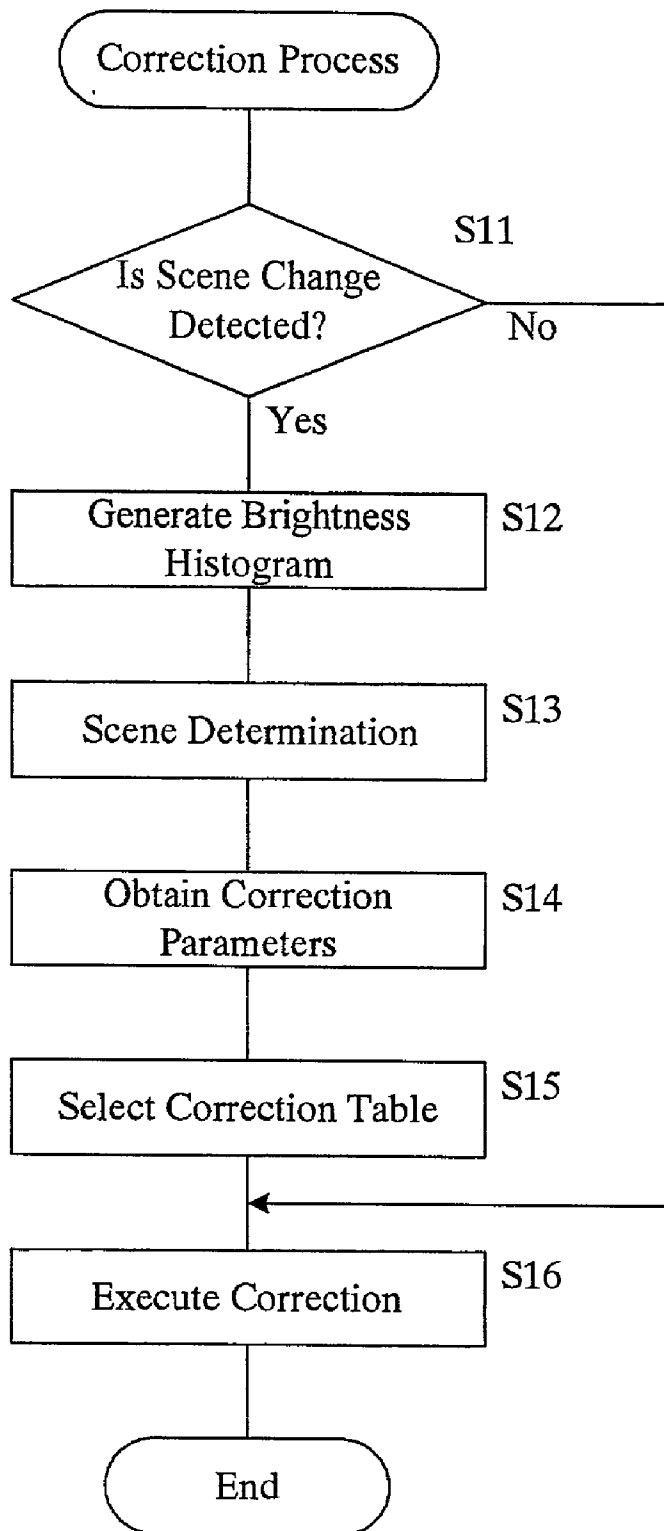 Correction Process
S11
Is Scene Change
Detected?
No
Yes
Generate Brightness
Histogram
S12
Scene Determination
S13
Obtain Correction
Parameters
S14
Select Correction Table
S15
Execute Correction
S16
End